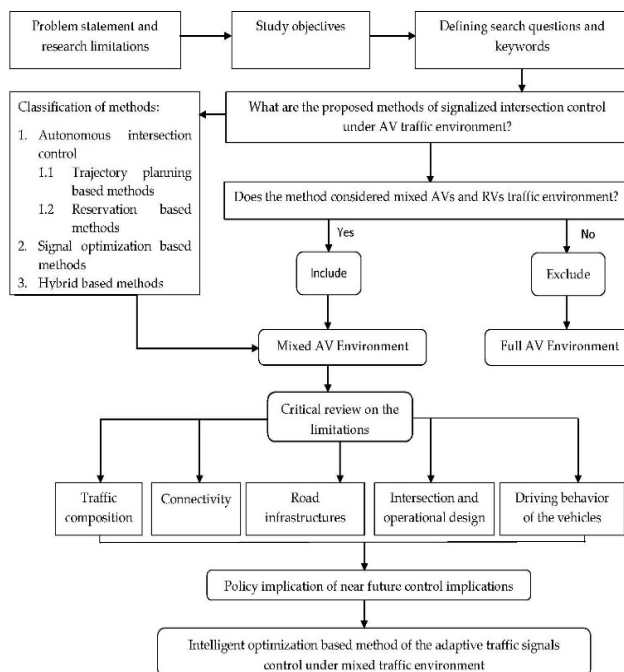 Problem statement and
research limitations
Study objectives
Defining search questions and
keywords
Classification of methods:
1. Autonomous intersection
control
1.1 Trajectory planning
based methods
1.2 Reservation based
methods
2. Signal optimization based
methods
3. Hybrid based methods
What are the proposed methods of signalized intersection control
under AV traffic environment?
Does the method considered mixed AVs and RVs traffic environment?
Yes
No
Include
Exclude
Mixed AV Environment
Full AV Environment
Critical review on the
limitations
Traffic
composition
Connectivity
Road
infrastructures
Intersection and
operational design
Driving behavior
of the vehicles
Policy implication of near future control implications
Intelligent optimization based method of the adaptive traffic signals
control under mixed traffic environment